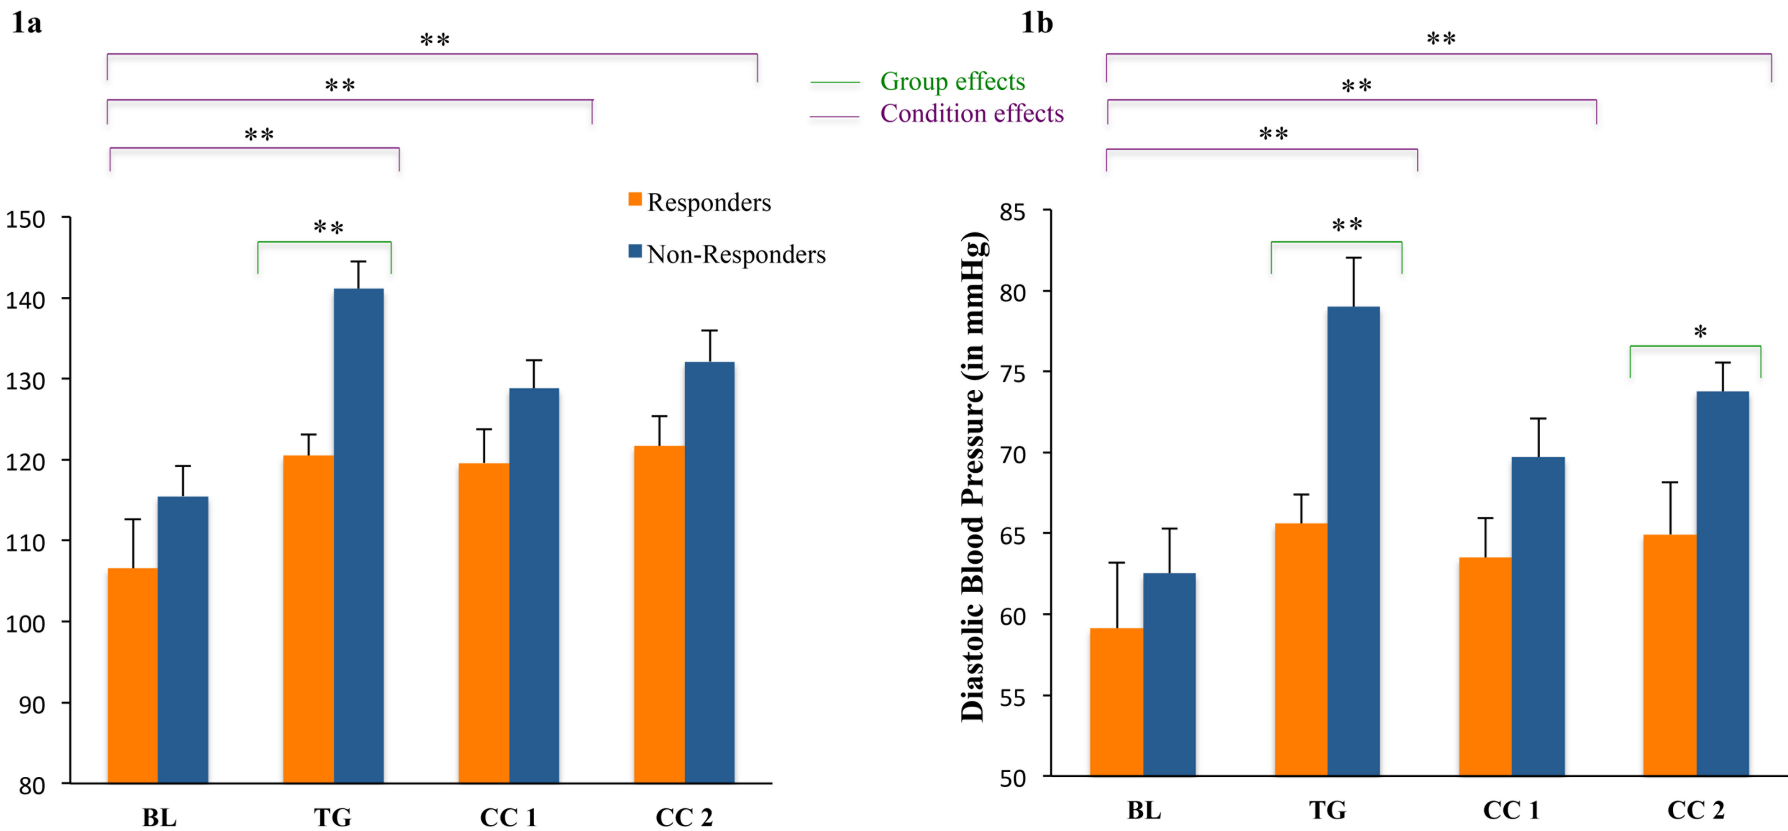 1a
**
**
**
150
140
130
120
110
100
90
80
**
Responders
Non-Responders
BL TG CC 1 CC 2
Group effects
Condition effects
1b
**
**
**
Diastolic Blood Pressure (in mmHg)
85
80
75
70
65
60
55
50
**
*
BL TG CC 1 CC 2